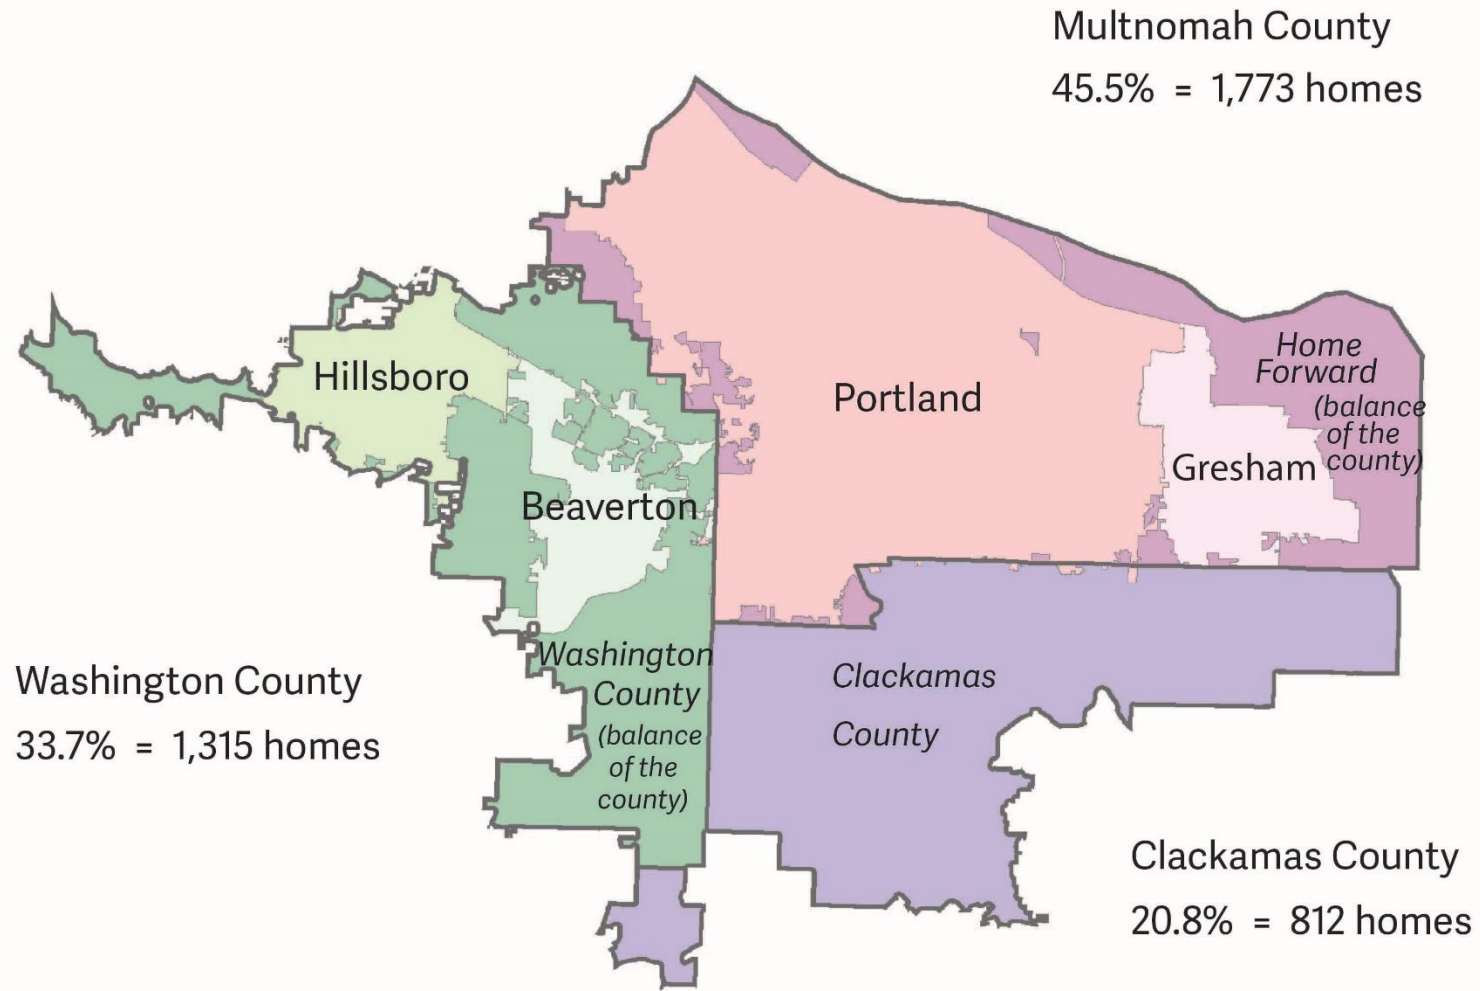 Multnomah County
45.5% = 1,773 homes
Hillsboro
Portland
Home
Forward
(balance
of the
county)
Gresham
Beaverton
Washington
County
(balance
of the
county)
Clackamas
County
Washington County
33.7% = 1,315 homes
Clackamas County
20.8% = 812 homes